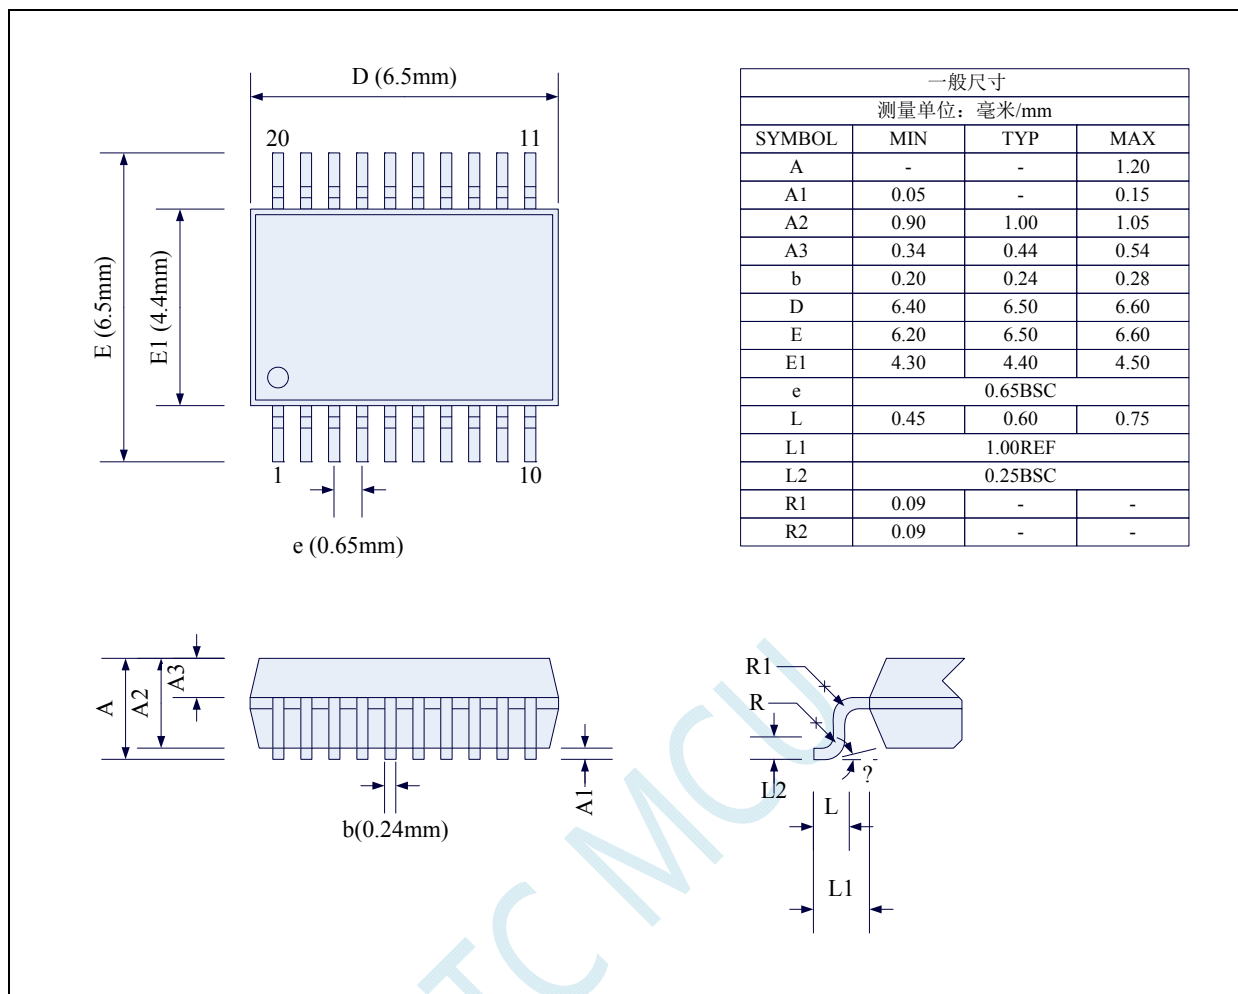 D (6.5mm)
20 11
E (6.5mm)
E1 (4.4mm)
1 10
e (0.65mm)
一般尺寸
测量单位：毫米/mm
SYMBOL MIN TYP MAX
A - - 1.20
A1 0.05 - 0.15
A2 0.90 1.00 1.05
A3 0.34 0.44 0.54
b 0.20 0.24 0.28
D 6.40 6.50 6.60
E 6.20 6.50 6.60
E1 4.30 4.40 4.50
e 0.65BSC
L 0.45 0.60 0.75
L1 1.00REF
L2 0.25BSC
R1 0.09 - -
R2 0.09 - -
A
A2
A3
A1
b(0.24mm)
R1
R
L2
?
L
L1
TC MCU